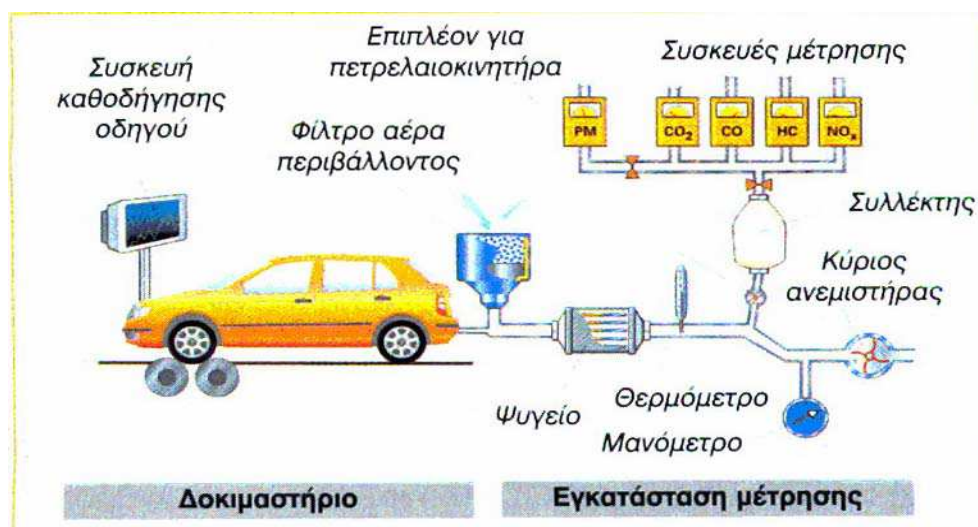 Επιπλέον για
πετρελαιοκινητήρα
Συσκευές μέτρησης
Συσκευή
καθοδήγησης
οδηγού
Φίλτρο αέρα
περιβάλλοντος
PM
CO₂
CO
HC
NOₓ
Συλλέκτης
Κύριος
ανεμιστήρας
Ψυγείο
Θερμόμετρο
Μανόμετρο
Δοκιμαστήριο
Εγκατάσταση μέτρησης